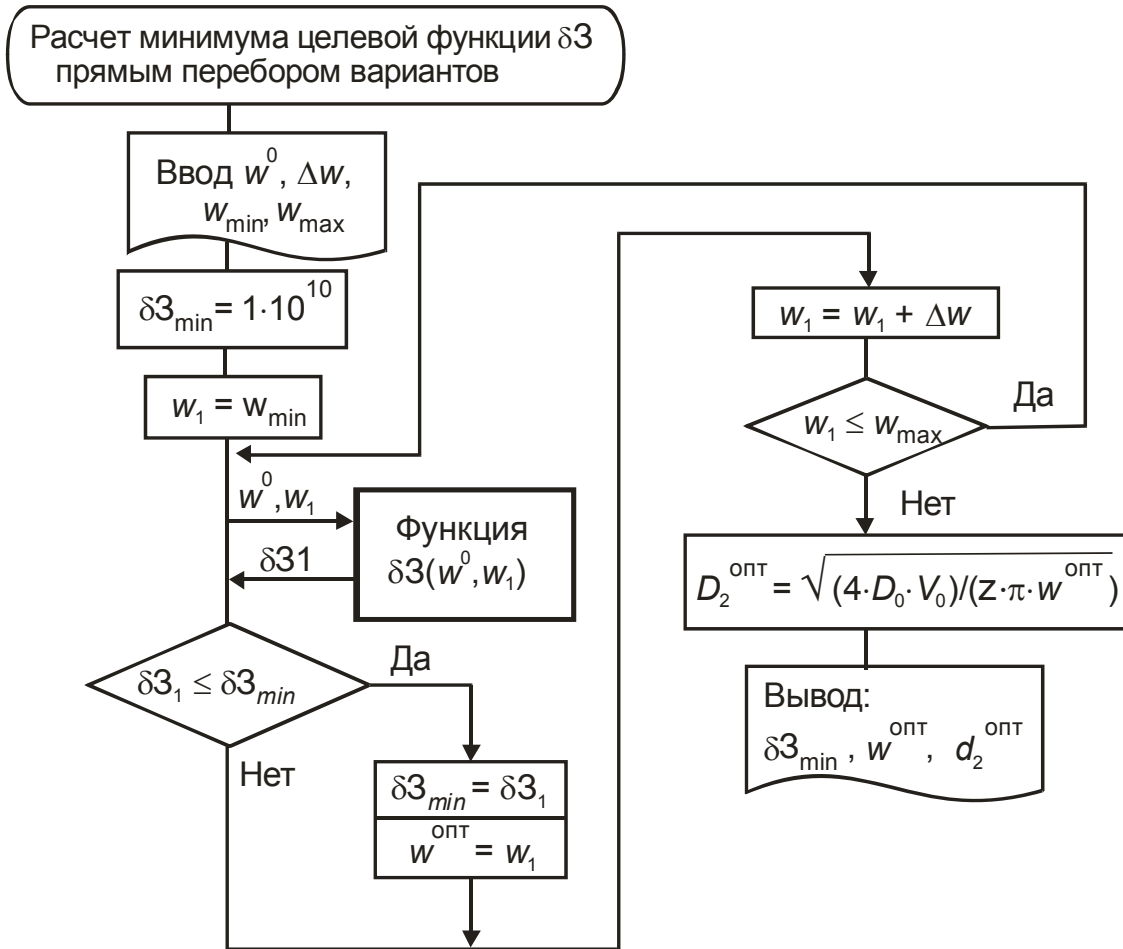 Расчет минимума целевой функции δЗ
прямым перебором вариантов
Ввод w⁰, Δw,
w_min, w_max
δЗ_min = 1·10¹⁰
w₁ = w_min
w⁰,w₁
Функция
δЗ(w⁰,w₁)
δЗ1
δЗ₁ ≤ δЗ_min
Да
Нет
δЗ_min = δЗ₁
w^опт = w₁
w₁ = w₁ + Δw
w₁ ≤ w_max
Да
Нет
D₂^опт = √(4·D₀·V₀)/(z·π·w^опт)
Вывод:
δЗ_min , w^опт, d₂^опт